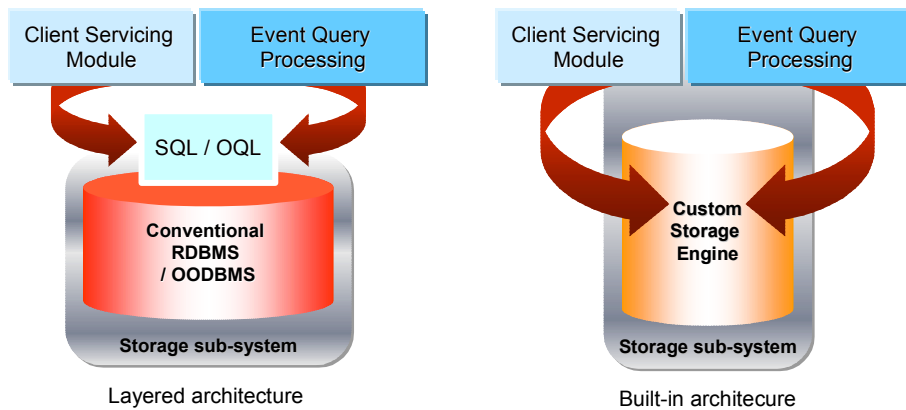 Client Servicing
Module
Event Query
Processing
SQL / OQL
Conventional
RDBMS
/ OODBMS
Storage sub-system
Layered architecture
Client Servicing
Module
Event Query
Processing
Custom
Storage
Engine
Storage sub-system
Built-in architecure